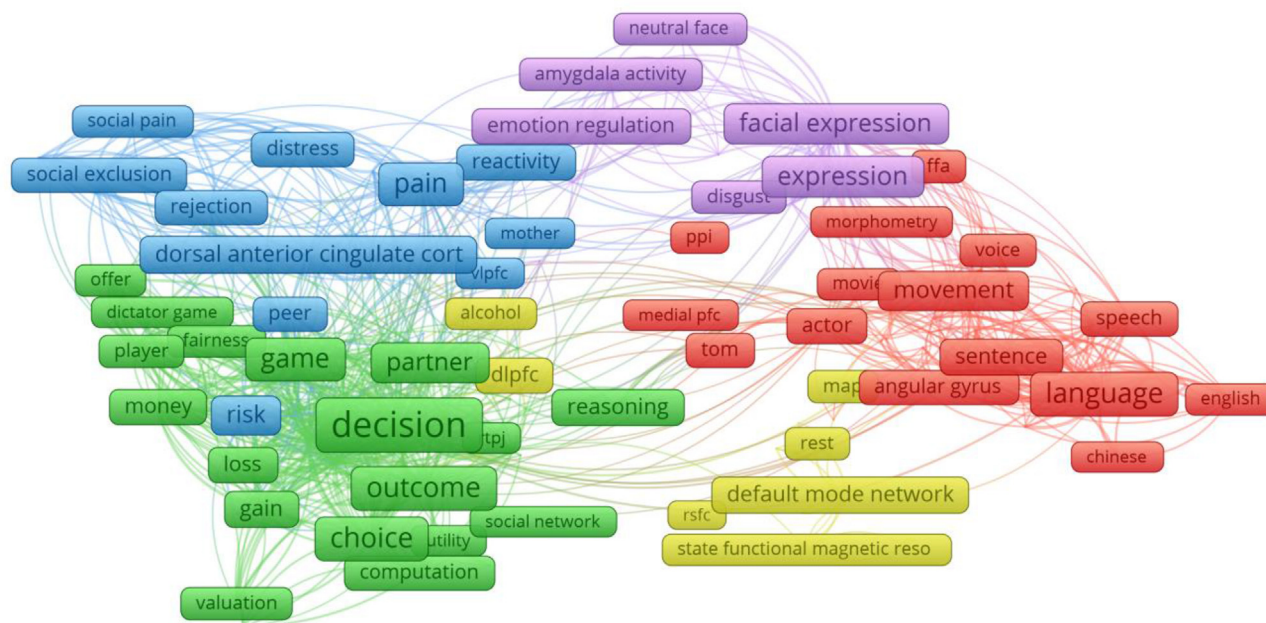 neutral face
amygdala activity
social pain
emotion regulation
facial expression
distress
reactivity
social exclusion
pain
expression
ffa
rejection
disgust
morphometry
mother
ppi
voice
dorsal anterior cingulate cort
vlpfc
offer
movie
movement
dictator game
peer
alcohol
medial pfc
actor
speech
fairness
player
game
partner
tom
sentence
dlpfc
map
angular gyrus
language
english
money
risk
reasoning
decision
rtpj
rest
chinese
loss
outcome
default mode network
gain
social network
rsfc
choice
utility
state functional magnetic reso
computation
valuation